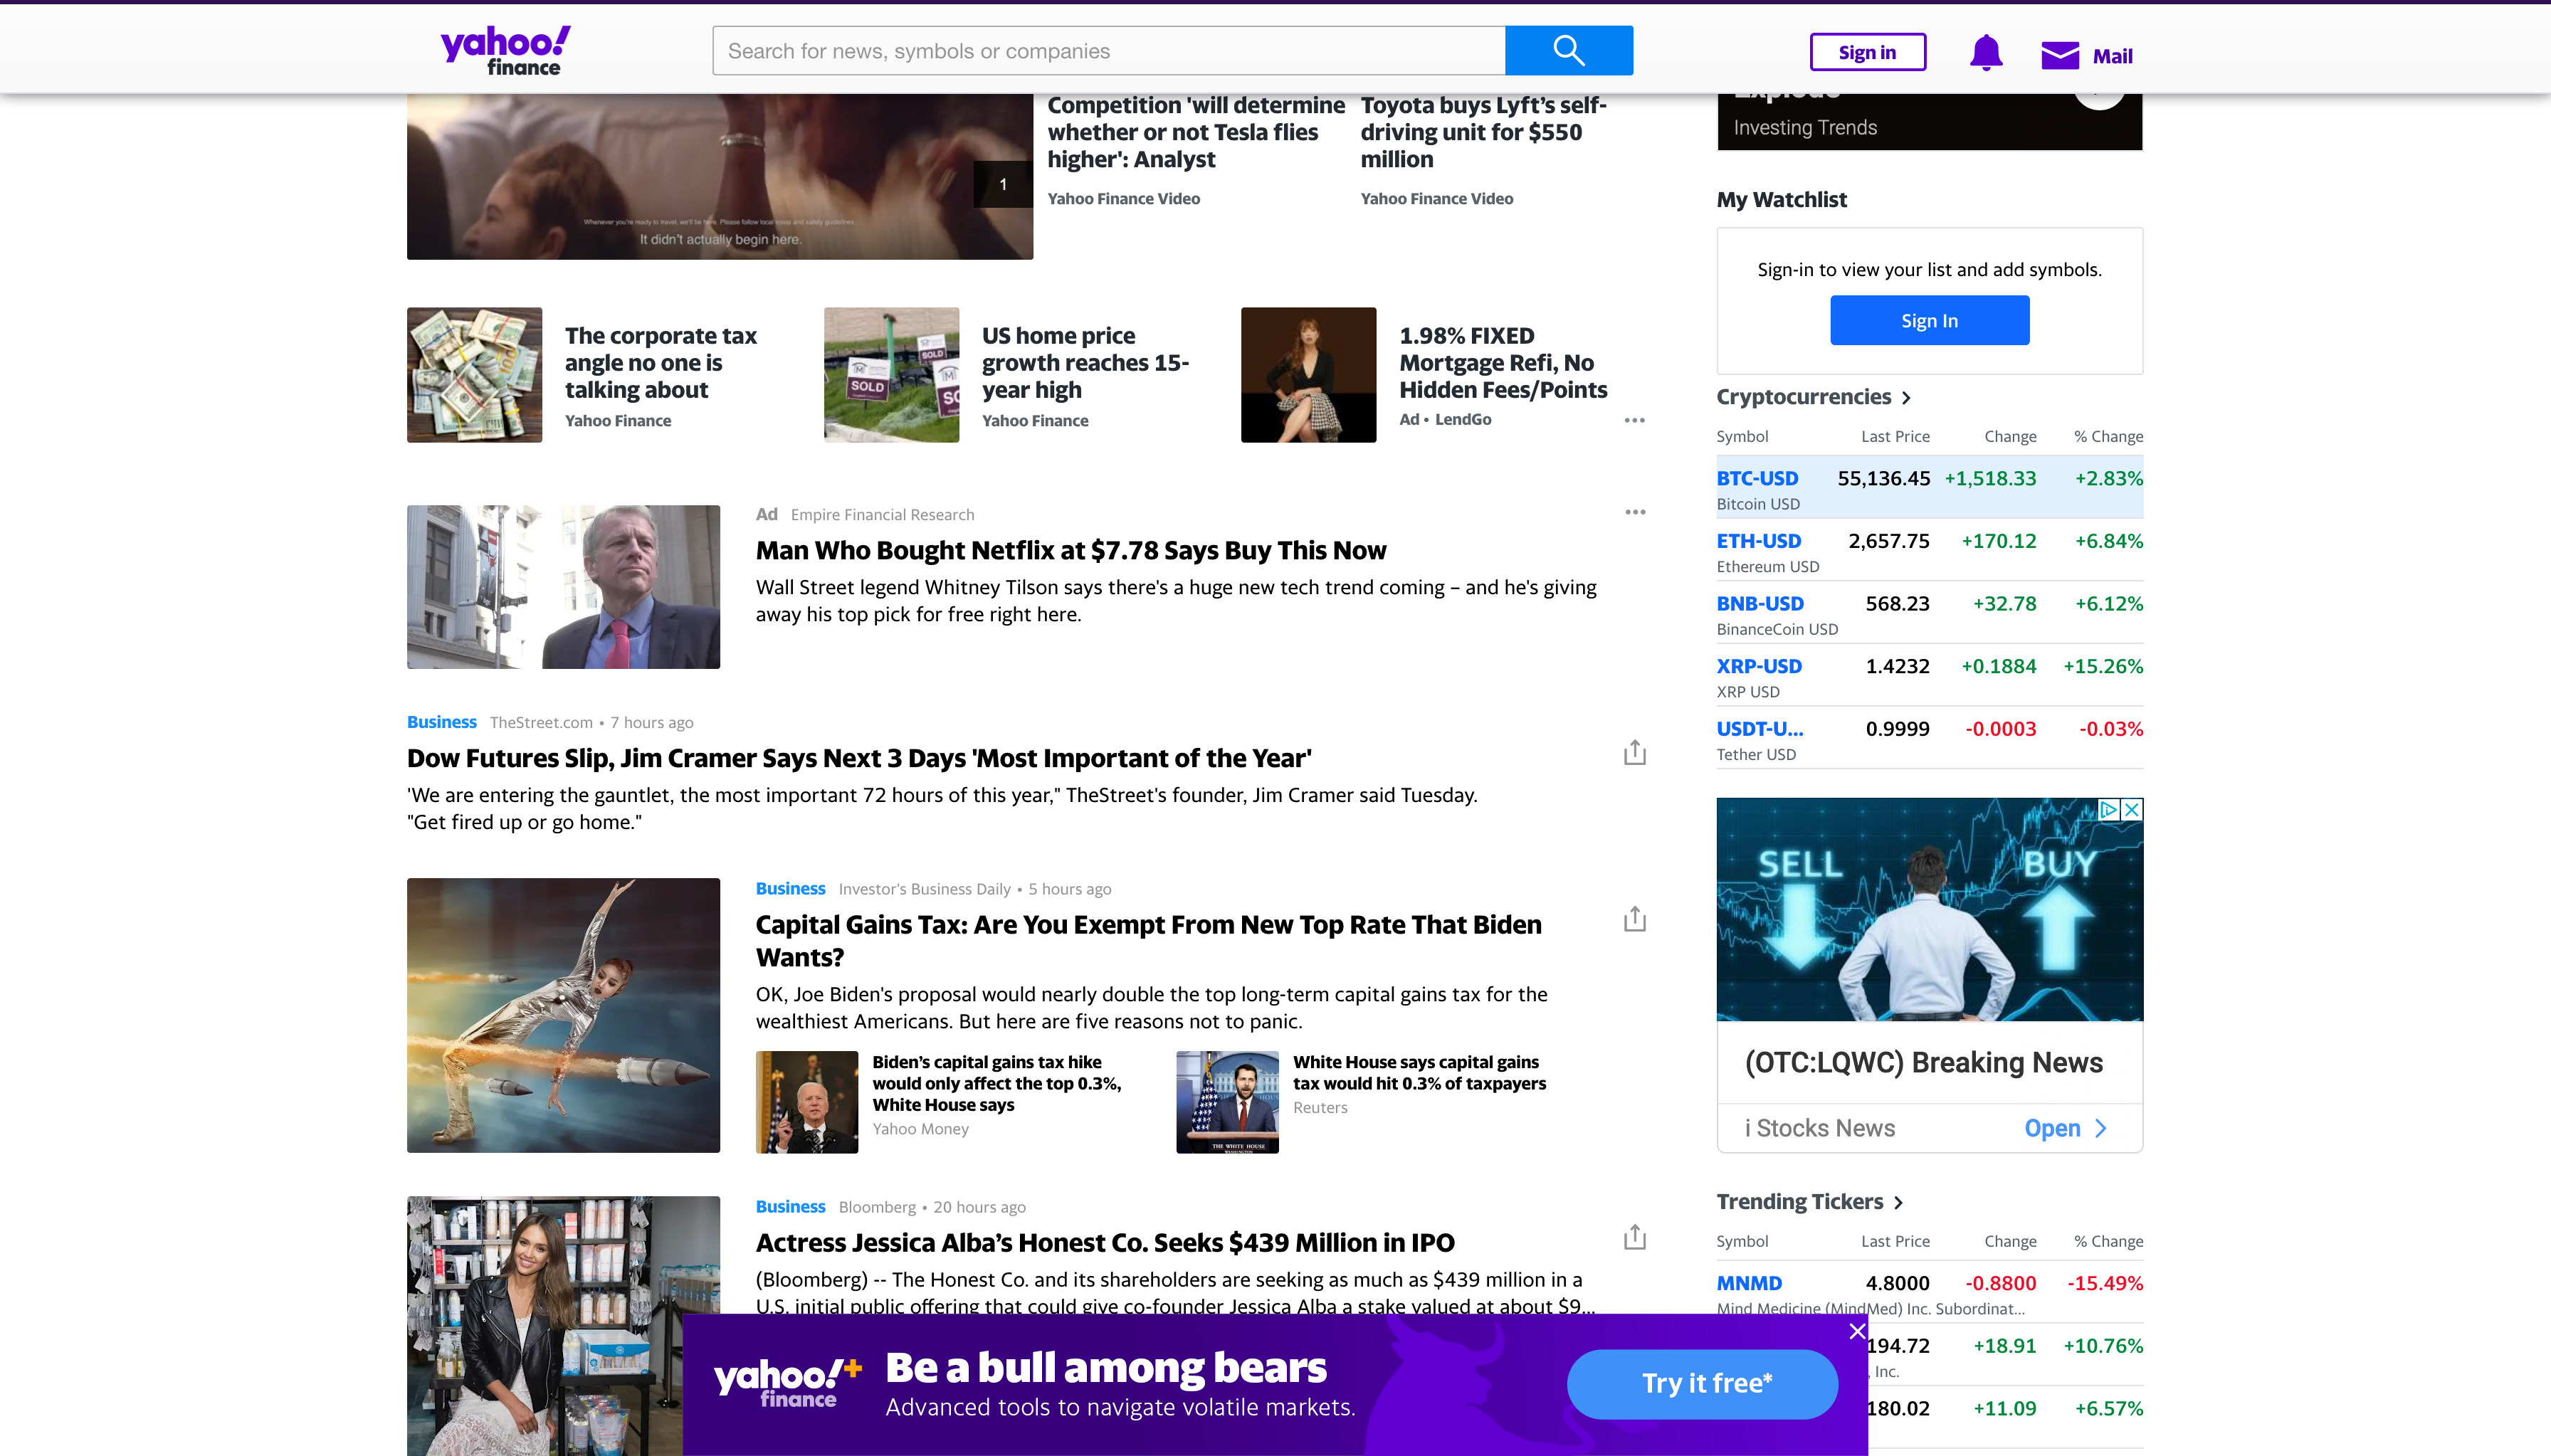 yahoo!
finance
Search for news, symbols or companies
Sign in
Mail
Competition 'will determine
whether or not Tesla flies
higher': Analyst
Yahoo Finance Video
Toyota buys Lyft's self-
driving unit for $550
million
Yahoo Finance Video
1
Whenever you're ready to travel, we'll be here. Please follow local travel and safety guidelines.
It didn't actually begin here.
The corporate tax
angle no one is
talking about
Yahoo Finance
SOLD
SOLD
US home price
growth reaches 15-
year high
Yahoo Finance
1.98% FIXED
Mortgage Refi, No
Hidden Fees/Points
Ad • LendGo
Ad Empire Financial Research
Man Who Bought Netflix at $7.78 Says Buy This Now
Wall Street legend Whitney Tilson says there's a huge new tech trend coming – and he's giving
away his top pick for free right here.
Business TheStreet.com • 7 hours ago
Dow Futures Slip, Jim Cramer Says Next 3 Days 'Most Important of the Year'
'We are entering the gauntlet, the most important 72 hours of this year," TheStreet's founder, Jim Cramer said Tuesday.
"Get fired up or go home."
Business Investor's Business Daily • 5 hours ago
Capital Gains Tax: Are You Exempt From New Top Rate That Biden
Wants?
OK, Joe Biden's proposal would nearly double the top long-term capital gains tax for the
wealthiest Americans. But here are five reasons not to panic.
Biden's capital gains tax hike
would only affect the top 0.3%,
White House says
Yahoo Money
THE WHITE HOUSE
WASHINGTON
White House says capital gains
tax would hit 0.3% of taxpayers
Reuters
Business Bloomberg • 20 hours ago
Actress Jessica Alba's Honest Co. Seeks $439 Million in IPO
(Bloomberg) -- The Honest Co. and its shareholders are seeking as much as $439 million in a
U.S. initial public offering that could give co-founder Jessica Alba a stake valued at about $9...
Explode
Investing Trends
My Watchlist
Sign-in to view your list and add symbols.
Sign In
Cryptocurrencies
Symbol Last Price Change % Change
BTC-USD 55,136.45 +1,518.33 +2.83%
Bitcoin USD
ETH-USD 2,657.75 +170.12 +6.84%
Ethereum USD
BNB-USD 568.23 +32.78 +6.12%
BinanceCoin USD
XRP-USD 1.4232 +0.1884 +15.26%
XRP USD
USDT-U... 0.9999 -0.0003 -0.03%
Tether USD
SELL BUY
(OTC:LQWC) Breaking News
i Stocks News Open
Trending Tickers
Symbol Last Price Change % Change
MNMD 4.8000 -0.8800 -15.49%
Mind Medicine (MindMed) Inc. Subordinat...
194.72 +18.91 +10.76%
, Inc.
180.02 +11.09 +6.57%
yahoo!+
finance
Be a bull among bears
Advanced tools to navigate volatile markets.
Try it free*